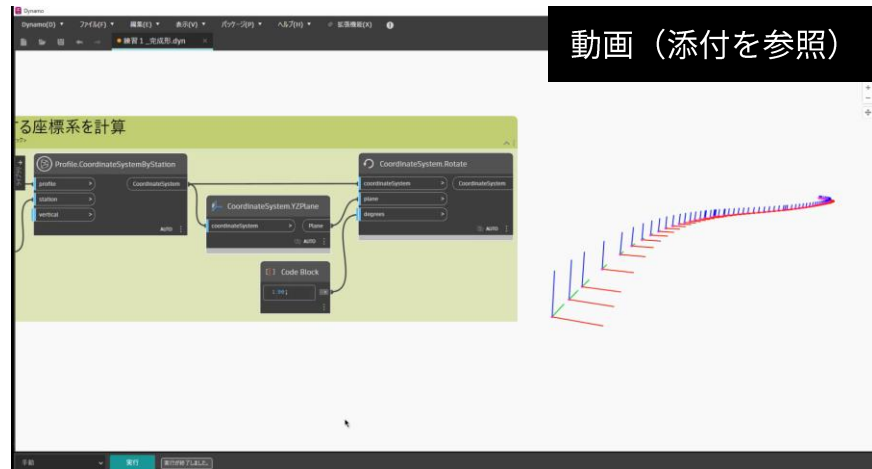 Dynamo
動画（添付を参照）
Dynamo(D) ファイル(F) 編集(E) 表示(V) パッケージ(P) ヘルプ(H) 拡張機能(X)
練習１_完成形.dyn ×
する座標系を計算
Profile.CoordinateSystemByStation
profile > CoordinateSystem
station >
vertical >
AUTO
CoordinateSystem.YZPlane
coordinateSystem > Plane
AUTO
Code Block
CoordinateSystem.Rotate
coordinateSystem > CoordinateSystem
plane >
degrees >
AUTO
手動 実行 実行が完了しました。